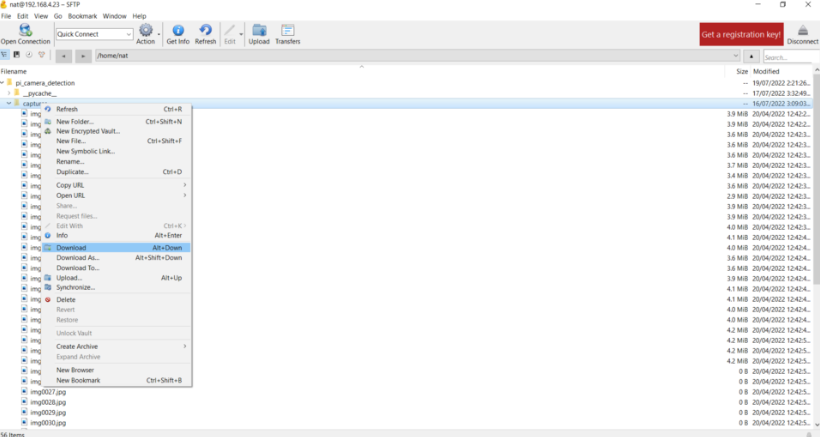 nat@192.168.4.23 – SFTP
File Edit View Go Bookmark Window Help
Open Connection Quick Connect Action Get Info Refresh Edit Upload Transfers Get a registration key! Disconnect
/home/nat Search...
Filename Size Modified
pi_camera_detection -- 19/07/2022 2:21:26...
__pycache__ -- 17/07/2022 3:32:49...
captur -- 16/07/2022 3:09:03...
Refresh Ctrl+R
img 3.9 MiB 20/04/2022 12:42:2...
New Folder... Ctrl+Shift+N
img 3.9 MiB 20/04/2022 12:42:2...
New Encrypted Vault...
img 3.6 MiB 20/04/2022 12:42:3...
New File... Ctrl+Shift+F
img 3.6 MiB 20/04/2022 12:42:3...
New Symbolic Link...
img 3.6 MiB 20/04/2022 12:42:3...
Rename...
img 3.7 MiB 20/04/2022 12:42:3...
Duplicate... Ctrl+D
img 3.4 MiB 20/04/2022 12:42:3...
Copy URL
img 3.6 MiB 20/04/2022 12:42:3...
Open URL
img 2.9 MiB 20/04/2022 12:42:3...
Share...
img 3.9 MiB 20/04/2022 12:42:3...
Request files...
img 3.9 MiB 20/04/2022 12:42:3...
Edit With Ctrl+K
img 4.0 MiB 20/04/2022 12:42:3...
Info Alt+Enter
img 4.1 MiB 20/04/2022 12:42:4...
Download Alt+Down
img 4.0 MiB 20/04/2022 12:42:4...
Download As... Alt+Shift+Down
img 3.6 MiB 20/04/2022 12:42:4...
Download To...
img 3.6 MiB 20/04/2022 12:42:4...
Upload... Alt+Up
img 3.9 MiB 20/04/2022 12:42:4...
Synchronize...
img 4.1 MiB 20/04/2022 12:42:4...
Delete
img 4.1 MiB 20/04/2022 12:42:4...
Revert
img 4.0 MiB 20/04/2022 12:42:4...
Restore
img 4.0 MiB 20/04/2022 12:42:4...
Unlock Vault
img 4.2 MiB 20/04/2022 12:42:5...
img 4.2 MiB 20/04/2022 12:42:5...
Create Archive
img 4.2 MiB 20/04/2022 12:42:5...
Expand Archive
img 4.2 MiB 20/04/2022 12:42:5...
New Browser
img 0 B 20/04/2022 12:42:5...
New Bookmark Ctrl+Shift+B
img 0 B 20/04/2022 12:42:5...
img0027.jpg 0 B 20/04/2022 12:42:5...
img0028.jpg 0 B 20/04/2022 12:42:5...
img0029.jpg 0 B 20/04/2022 12:42:5...
img0030.jpg 0 B 20/04/2022 12:42:5...
56 Items